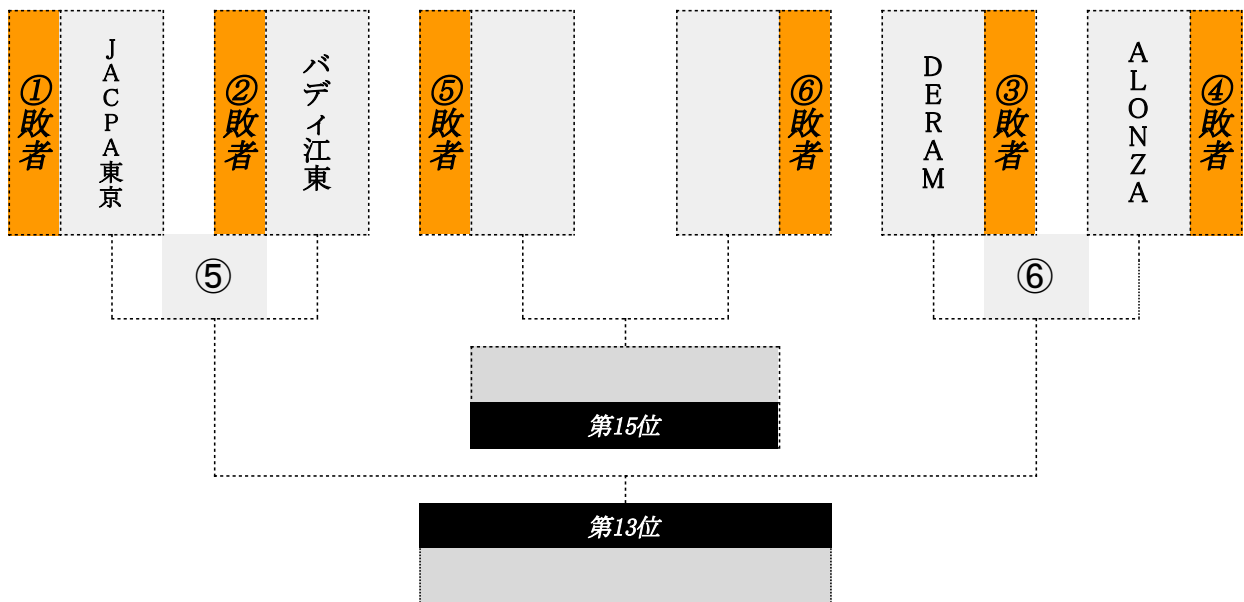 ①敗者
JACPA東京
②敗者
バディ江東
⑤敗者
⑥敗者
DERAM
③敗者
ALONZA
④敗者
⑤
⑥
第15位
第13位